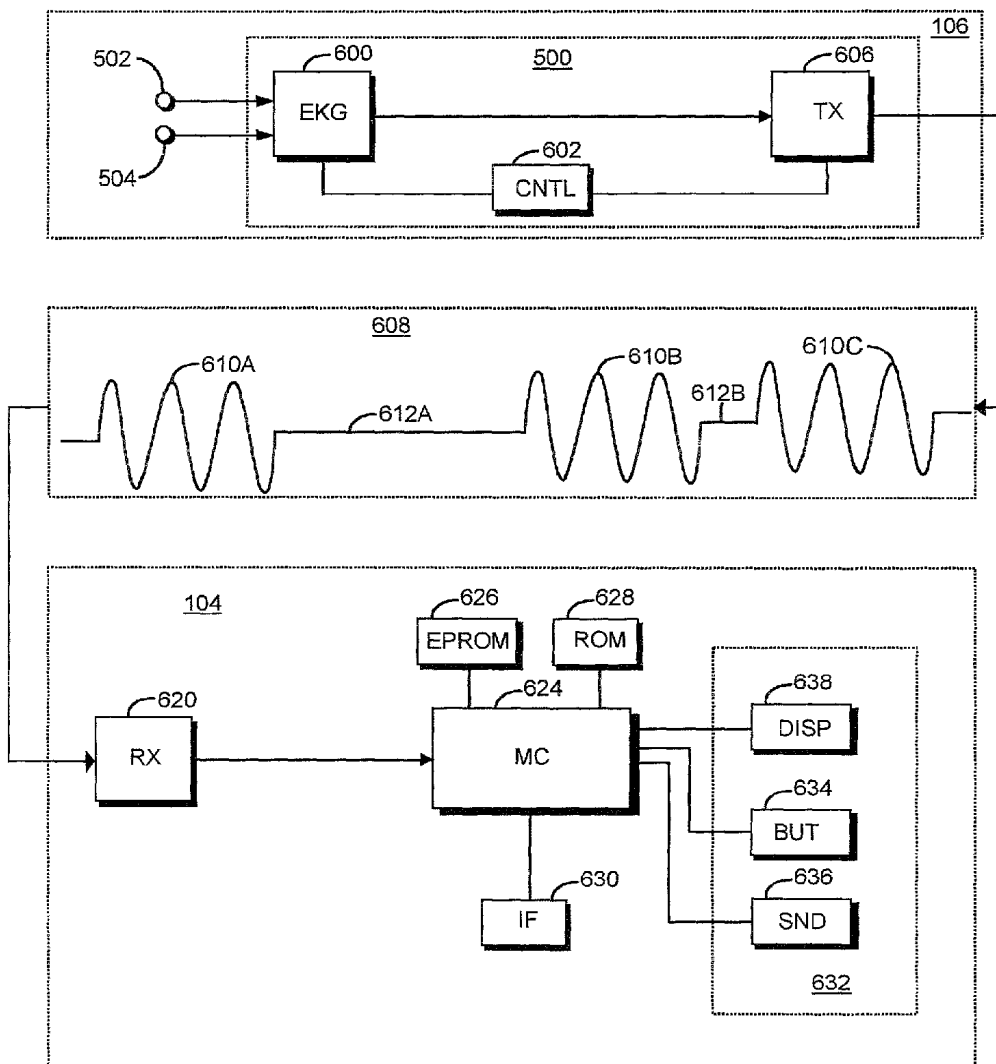 106
502
600
500
606
EKG
TX
504
602
CNTL
608
610A
610B
610C
612A
612B
104
626
628
EPROM
ROM
624
638
620
DISP
RX
MC
634
BUT
630
636
IF
SND
632